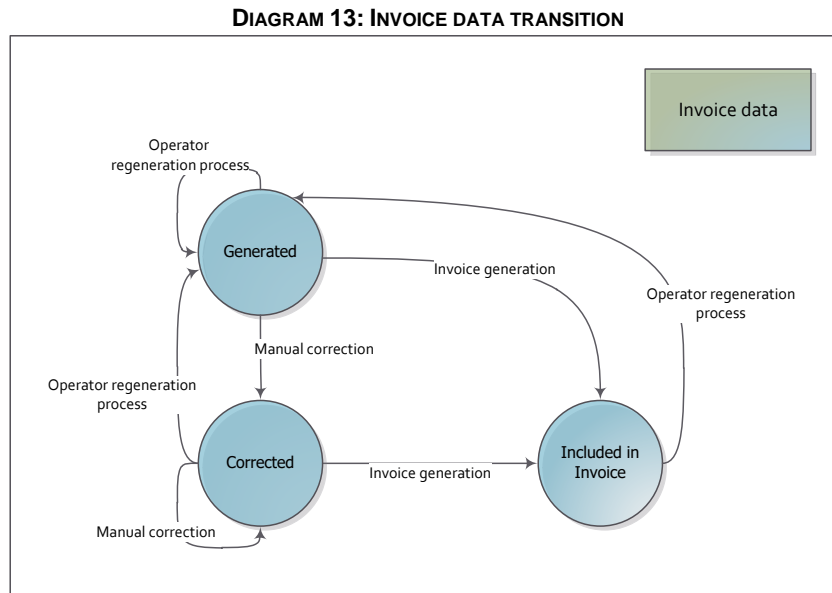 DIAGRAM 13: INVOICE DATA TRANSITION
Invoice data
Operator
regeneration process
Generated
Invoice generation
Operator regeneration
process
Manual correction
Operator regeneration
process
Corrected
Invoice generation
Included in
Invoice
Manual correction